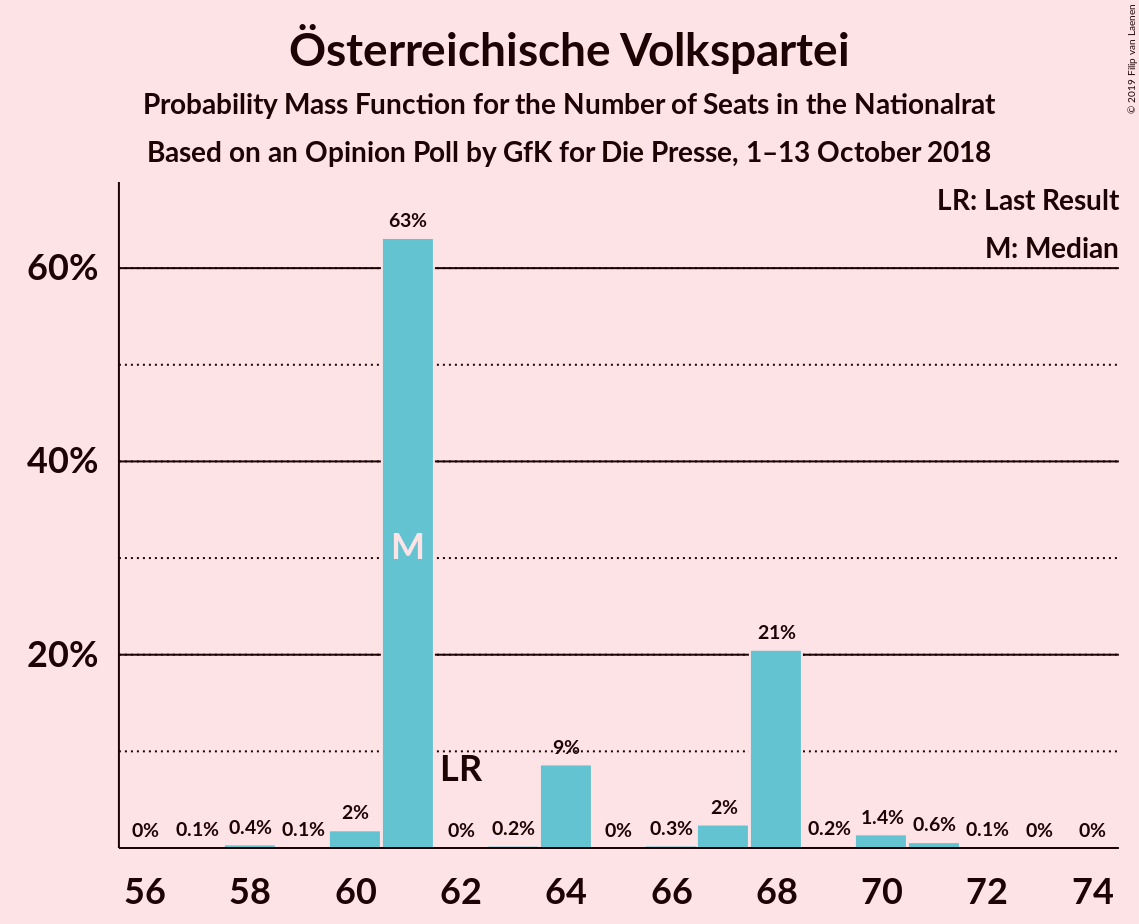 Österreichische Volkspartei
Probability Mass Function for the Number of Seats in the Nationalrat
Based on an Opinion Poll by GfK for Die Presse, 1–13 October 2018
© 2019 Filip van Laenen
LR: Last Result
M: Median
60%
40%
20%
0% 0.1% 0.4% 0.1% 2% 63% 0% 0.2% 9% 0% 0.3% 2% 21% 0.2% 1.4% 0.6% 0.1% 0% 0%
M
LR
56 58 60 62 64 66 68 70 72 74